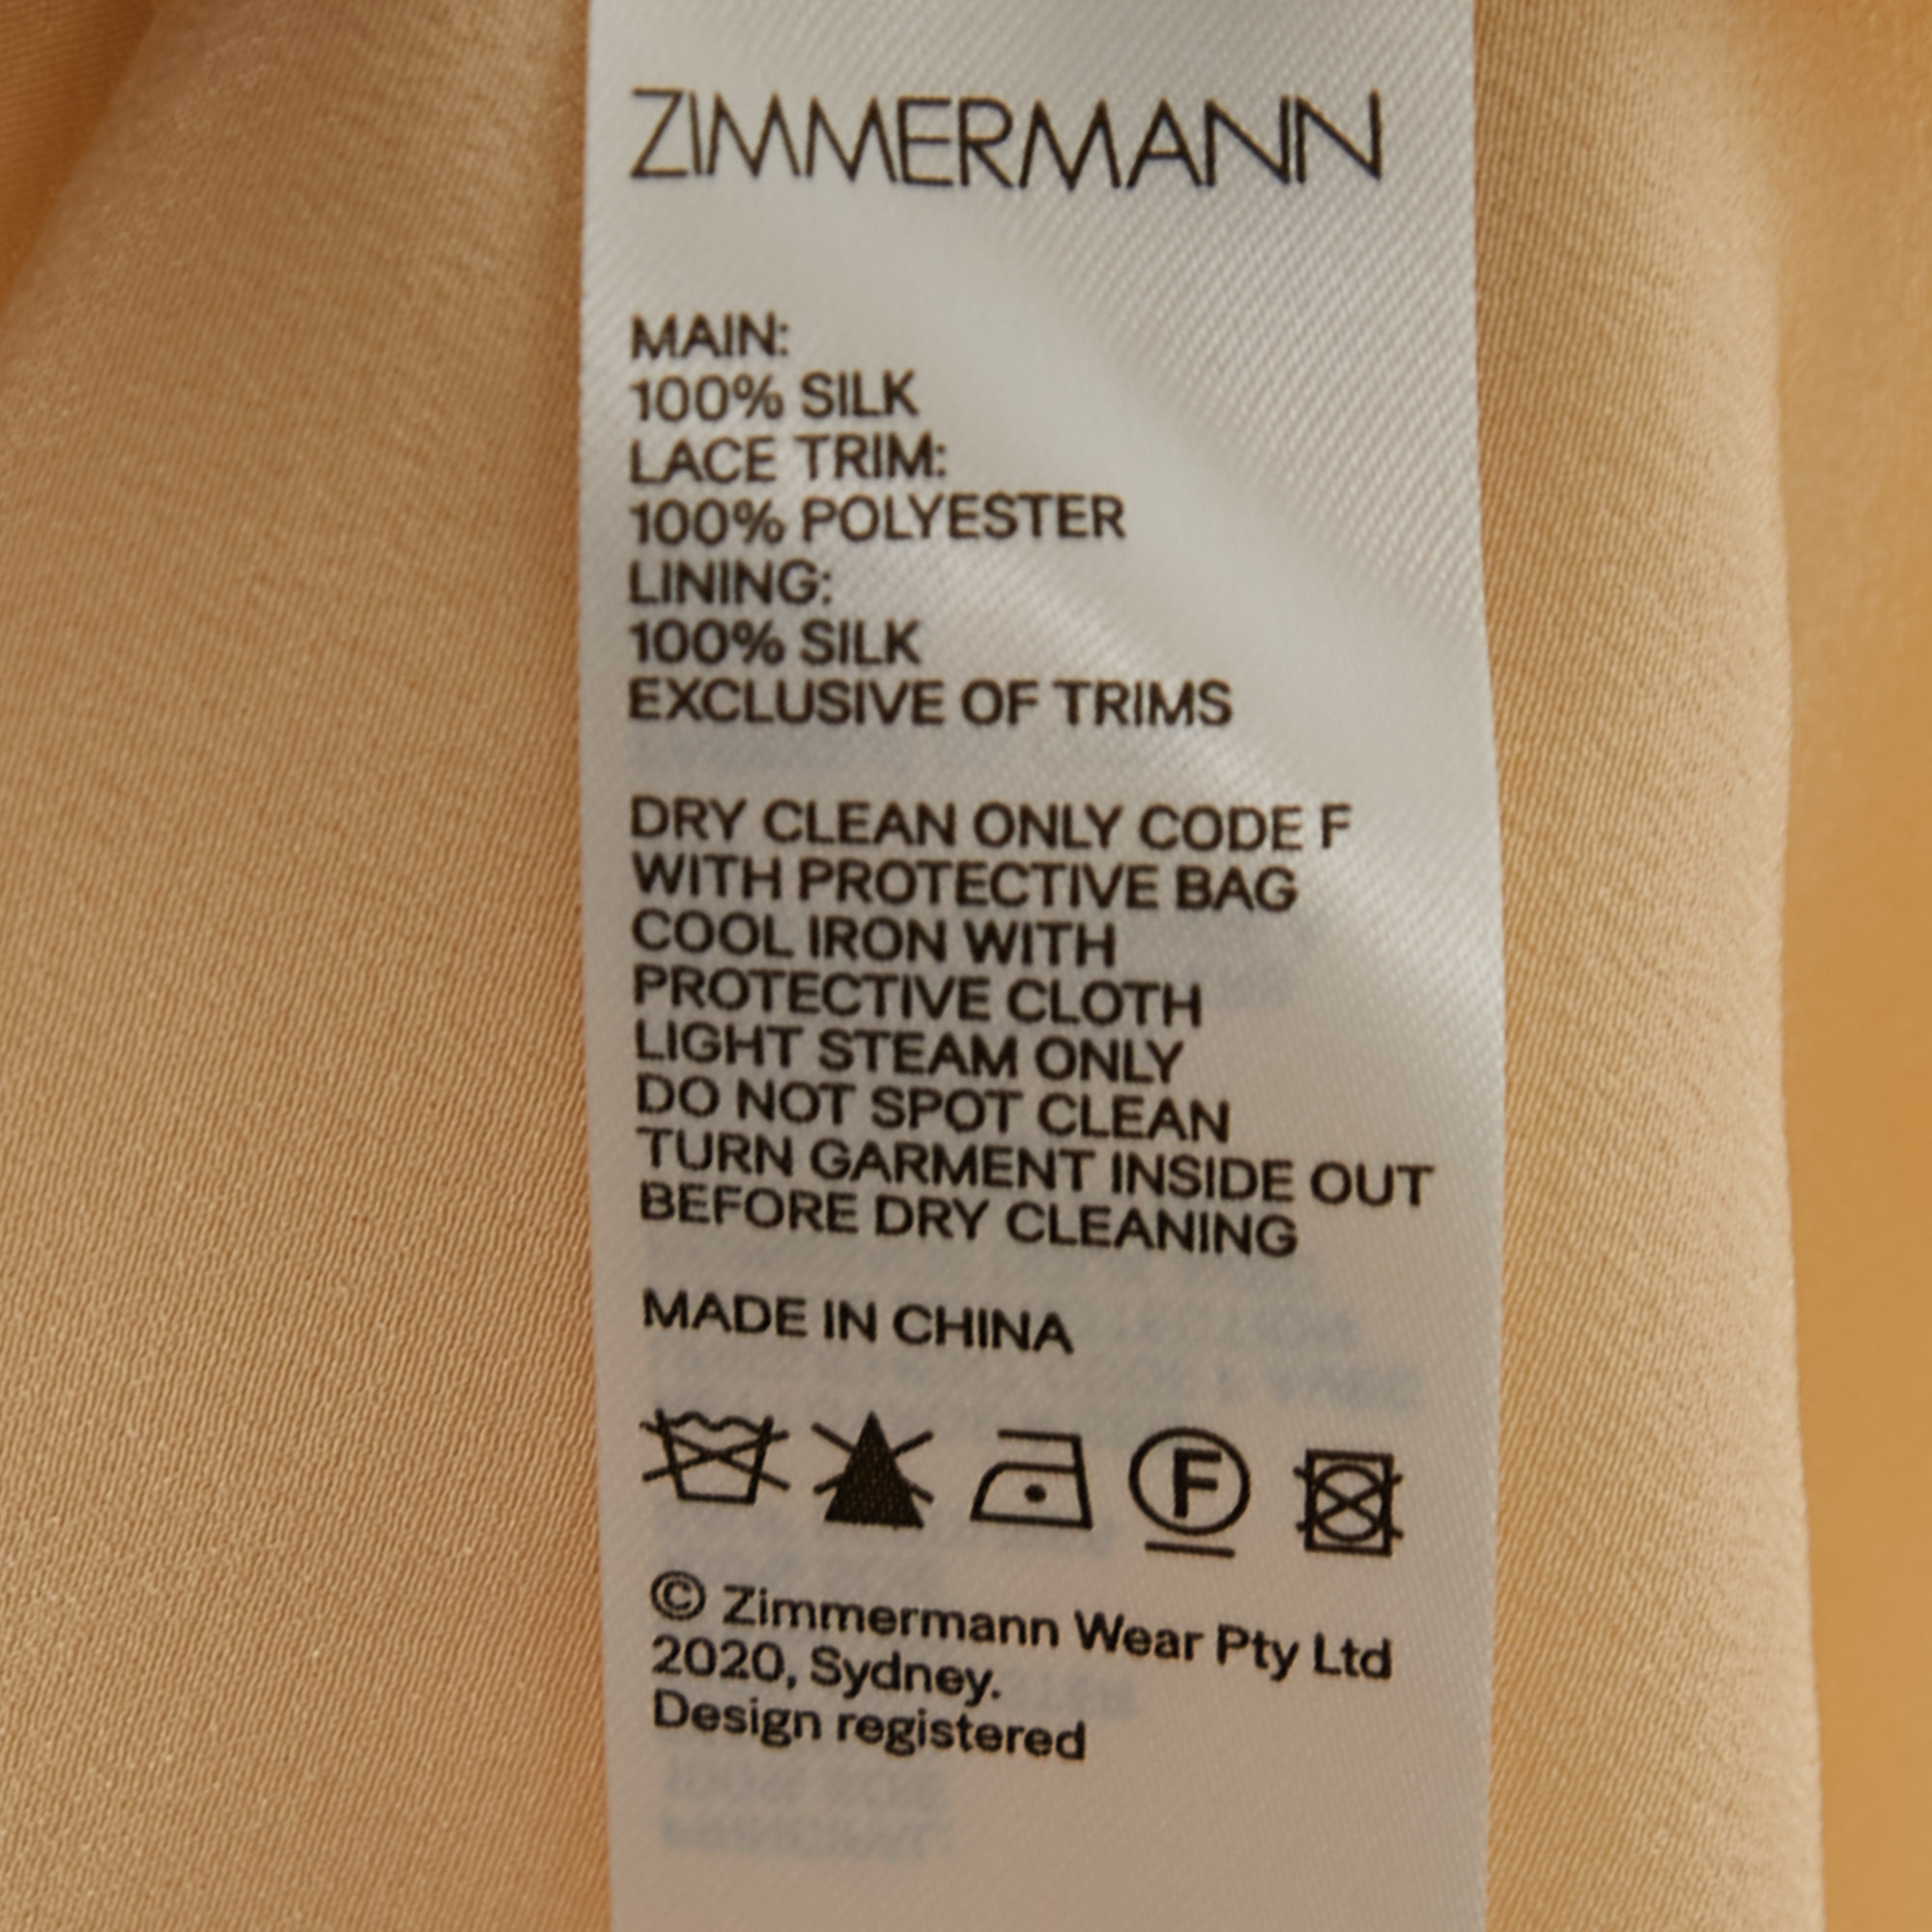 ZIMMERMANN
MAIN:
100% SILK
LACE TRIM:
100% POLYESTER
LINING:
100% SILK
EXCLUSIVE OF TRIMS
DRY CLEAN ONLY CODE F
WITH PROTECTIVE BAG
COOL IRON WITH
PROTECTIVE CLOTH
LIGHT STEAM ONLY
DO NOT SPOT CLEAN
TURN GARMENT INSIDE OUT
BEFORE DRY CLEANING
MADE IN CHINA
F
© Zimmermann Wear Pty Ltd
2020, Sydney.
Design registered